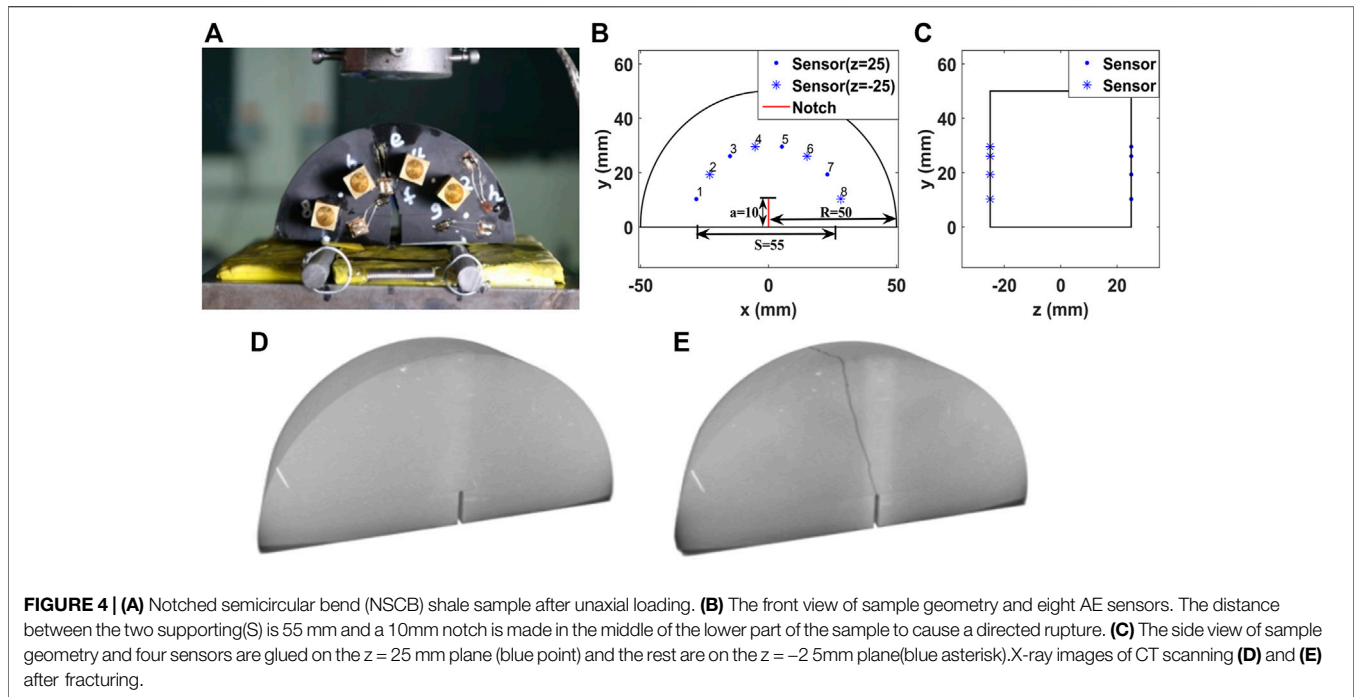 A
B
C
Sensor(z=25)
Sensor(z=-25)
Notch
Sensor
Sensor
60
40
20
0
y (mm)
1
2
3
4
5
6
7
8
a=10
R=50
S=55
-50
0
50
x (mm)
60
40
20
0
y (mm)
-20
0
20
z (mm)
D
E
FIGURE 4 | (A) Notched semicircular bend (NSCB) shale sample after unaxial loading. (B) The front view of sample geometry and eight AE sensors. The distance
between the two supporting(S) is 55 mm and a 10mm notch is made in the middle of the lower part of the sample to cause a directed rupture. (C) The side view of sample
geometry and four sensors are glued on the z = 25 mm plane (blue point) and the rest are on the z = −2 5mm plane(blue asterisk).X-ray images of CT scanning (D) and (E)
after fracturing.